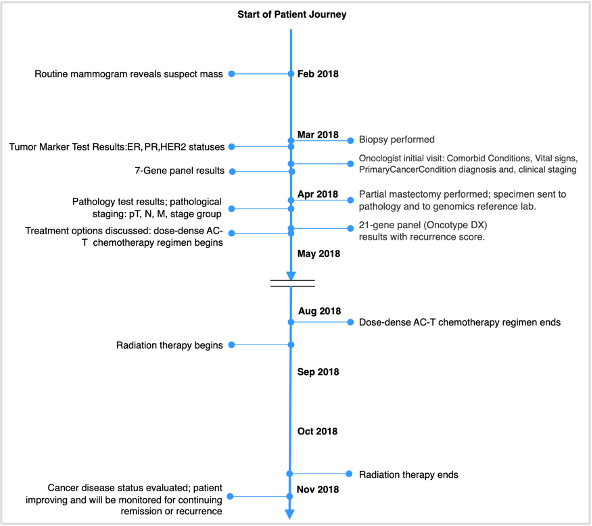 Start of Patient Journey
Feb 2018
Routine mammogram reveals suspect mass
Mar 2018
Biopsy performed
Tumor Marker Test Results:ER, PR,HER2 statuses
Onoclogist initial visit: Comorbid Conditions, Vital signs,
PrimaryCancerCondition diagnosis and, clinical staging
7-Gene panel results
Apr 2018
Partial mastectomy performed; specimen sent to
pathology and to genomics reference lab.
Pathology test results; pathological
staging: pT, N, M, stage group
21-gene panel (Oncotype DX)
results with recurrence score.
Treatment options discussed: dose-dense AC-
T chemotherapy regimen begins
May 2018
Aug 2018
Dose-dense AC-T chemotherapy regimen ends
Radiation therapy begins
Sep 2018
Oct 2018
Radiation therapy ends
Nov 2018
Cancer disease status evaluated; patient
improving and will be monitored for continuing
remission or recurrence